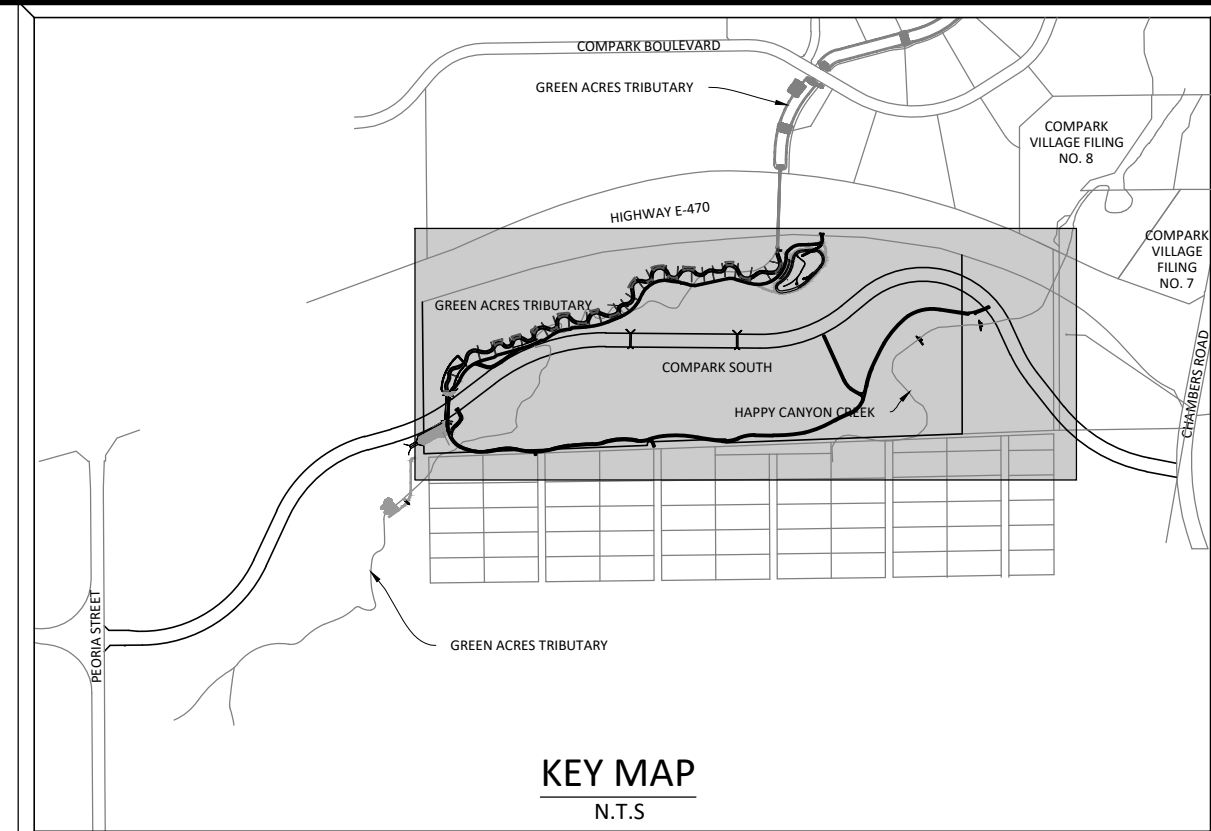 COMPARK BOULEVARD
GREEN ACRES TRIBUTARY
COMPARK
VILLAGE FILING
NO. 8
HIGHWAY E-470
COMPARK
VILLAGE
FILING
NO. 7
GREEN ACRES TRIBUTARY
COMPARK SOUTH
CHAMBERS ROAD
HAPPY CANYON CREEK
PEORIA STREET
GREEN ACRES TRIBUTARY
KEY MAP
N.T.S